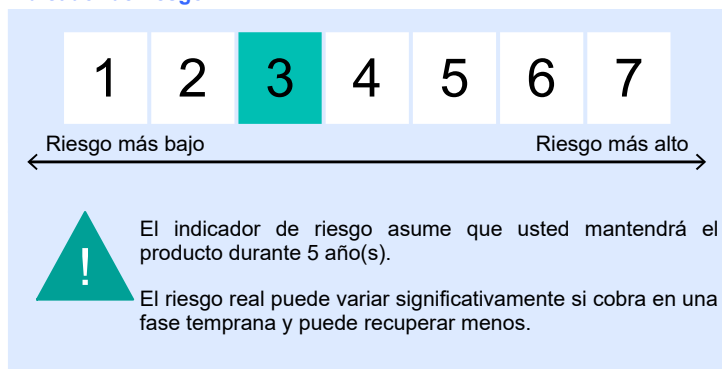 1 2 3 4 5 6 7
Riesgo más bajo Riesgo más alto
!
El indicador de riesgo asume que usted mantendrá el
producto durante 5 año(s).
El riesgo real puede variar significativamente si cobra en una
fase temprana y puede recuperar menos.